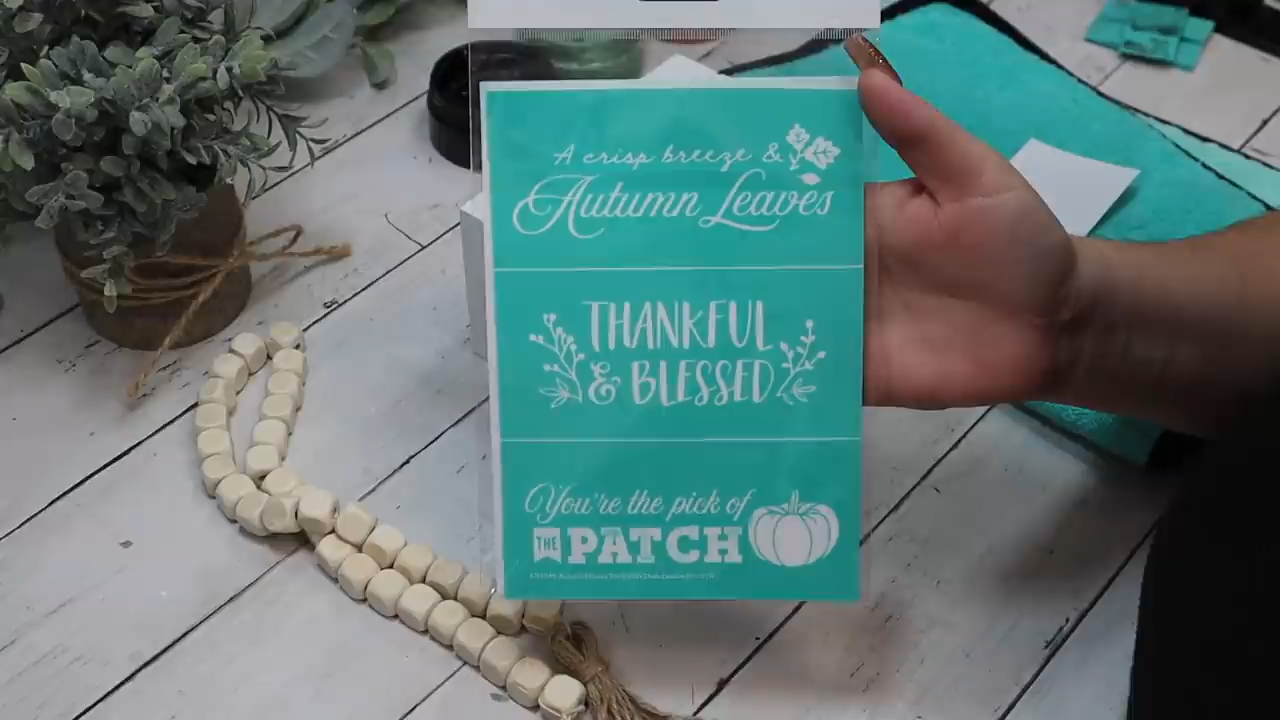 A crisp breeze &
Autumn Leaves
THANKFUL
& BLESSED
You're the pick of
THE PATCH